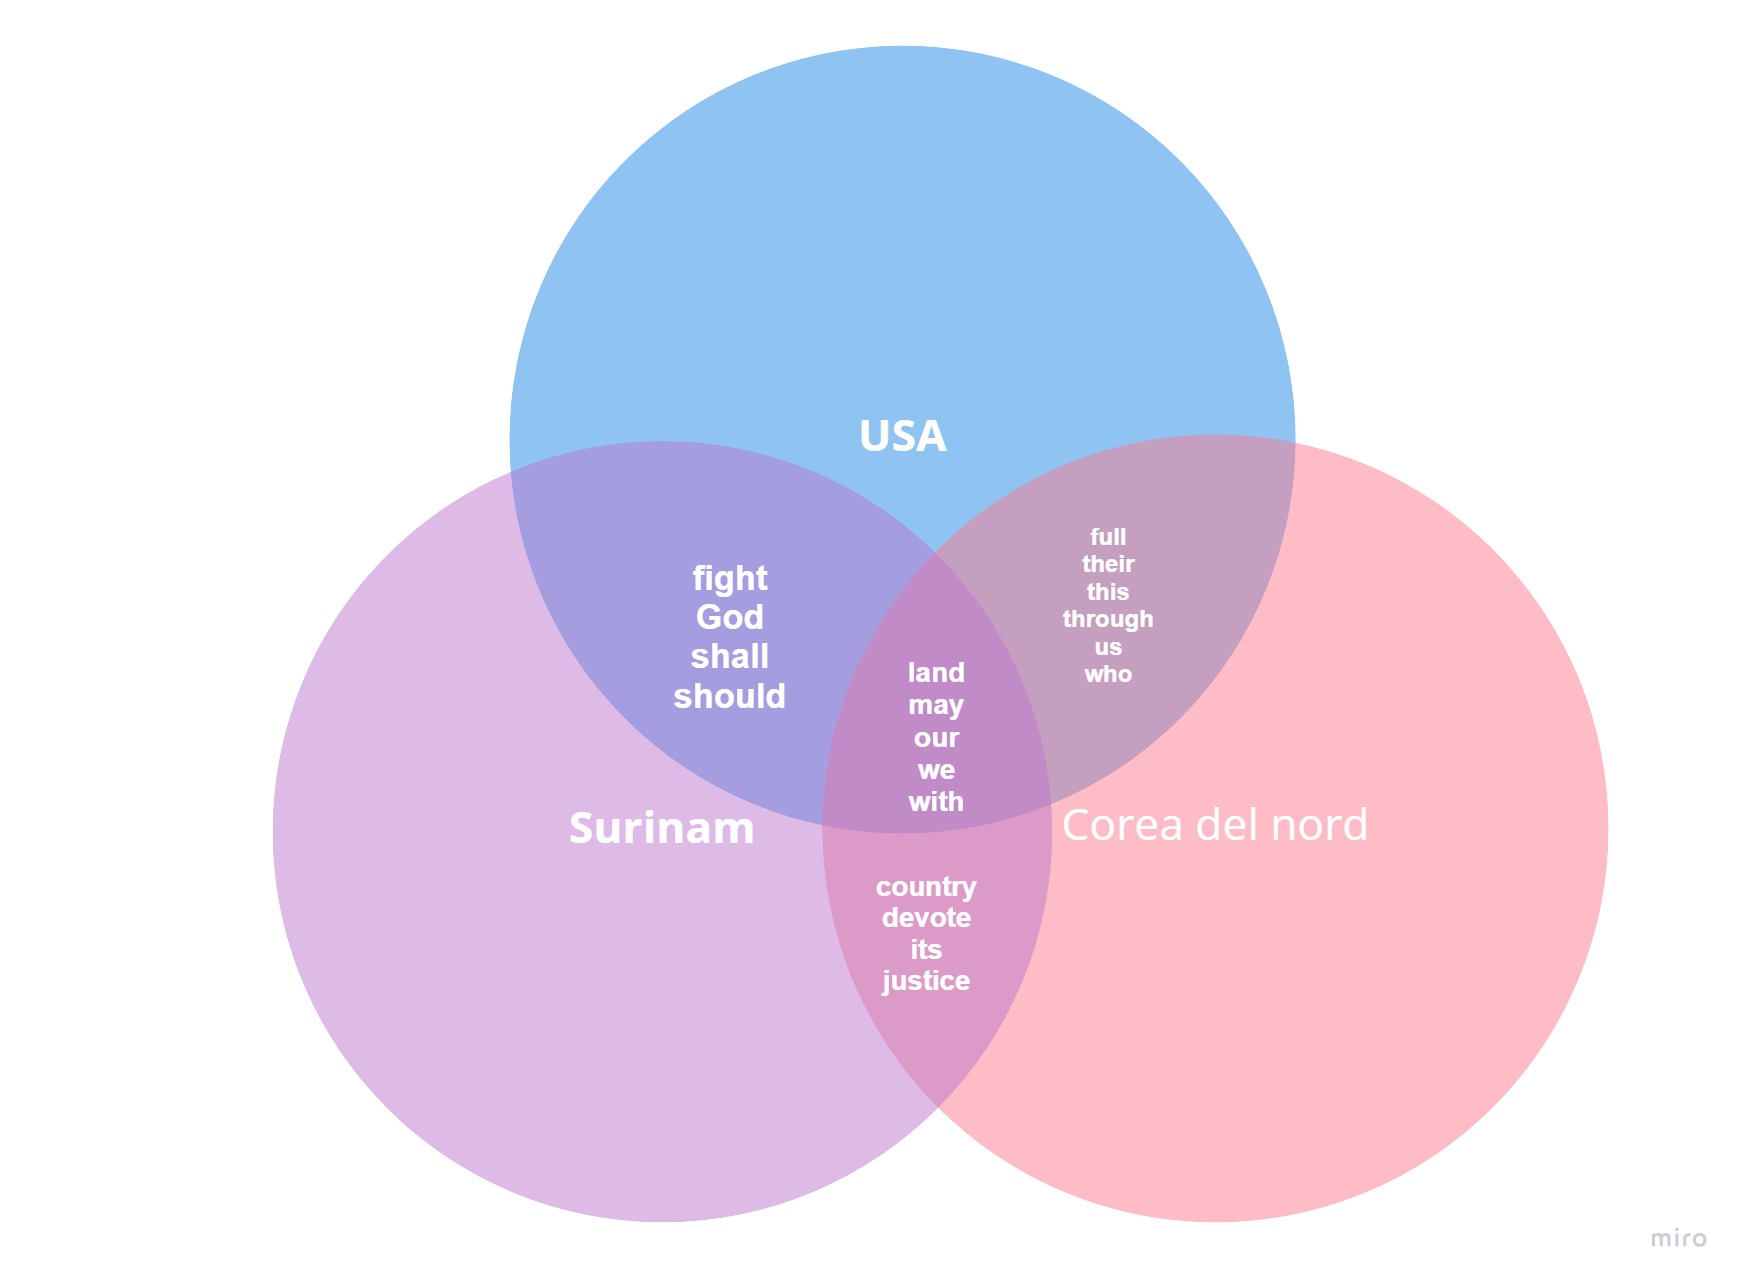 USA
full
their
this
through
us
who
fight
God
shall
should
land
may
our
we
with
Surinam
Corea del nord
country
devote
its
justice
miro